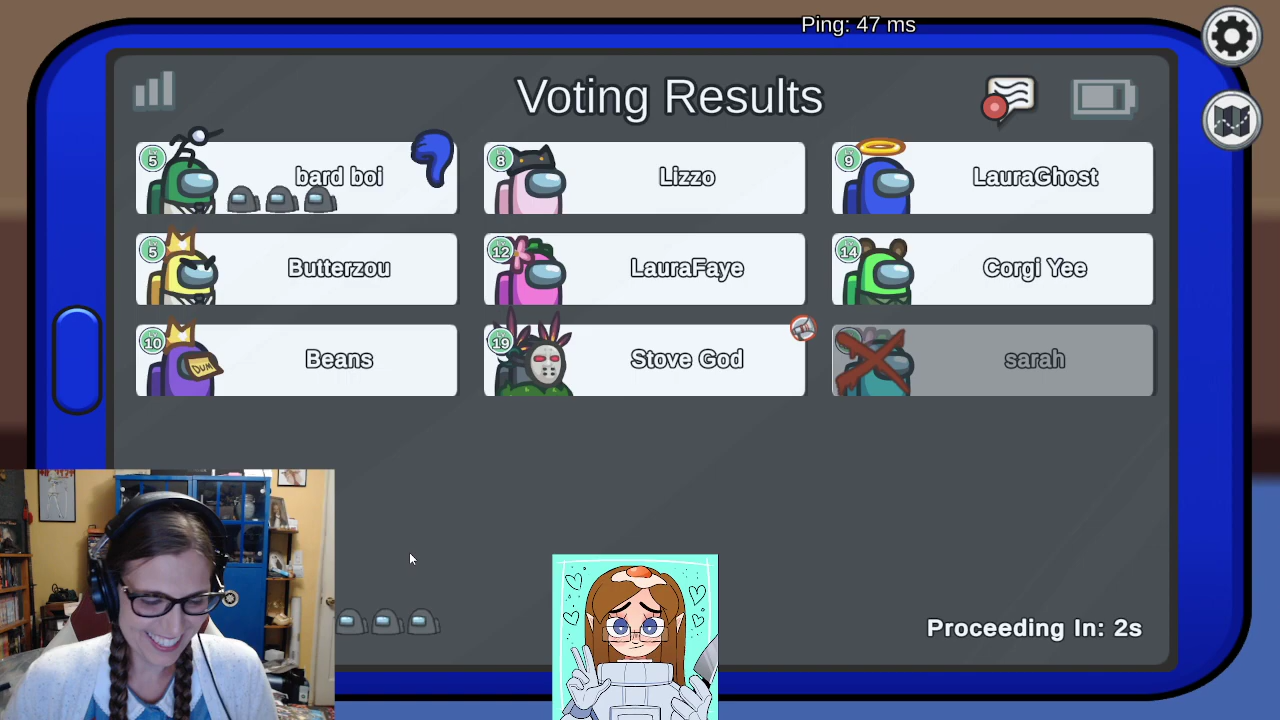 Ping: 47 ms
Voting Results
5
bard boi
8
Lizzo
9
LauraGhost
5
Butterzou
12
LauraFaye
14
Corgi Yee
10
DUM
Beans
19
Stove God
sarah
Proceeding In: 2s